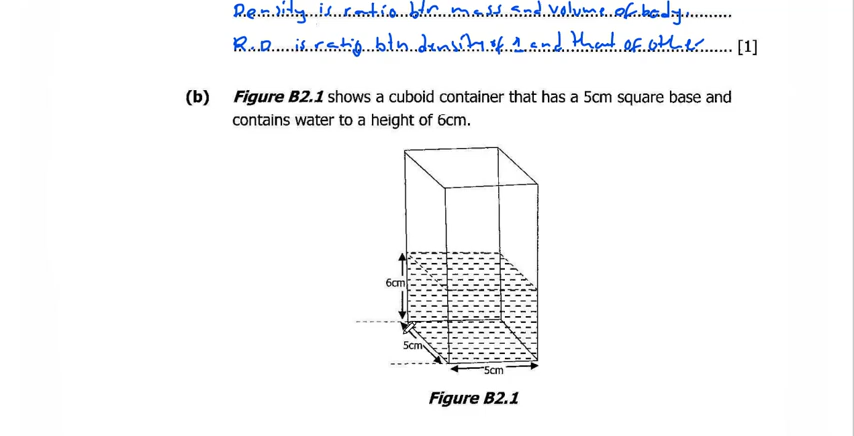 Density is ratio btn mass and volume of body.
R.D is ratio btn density of 1 and that of other [1]
(b) Figure B2.1 shows a cuboid container that has a 5cm square base and
contains water to a height of 6cm.
6cm
5cm
5cm
Figure B2.1